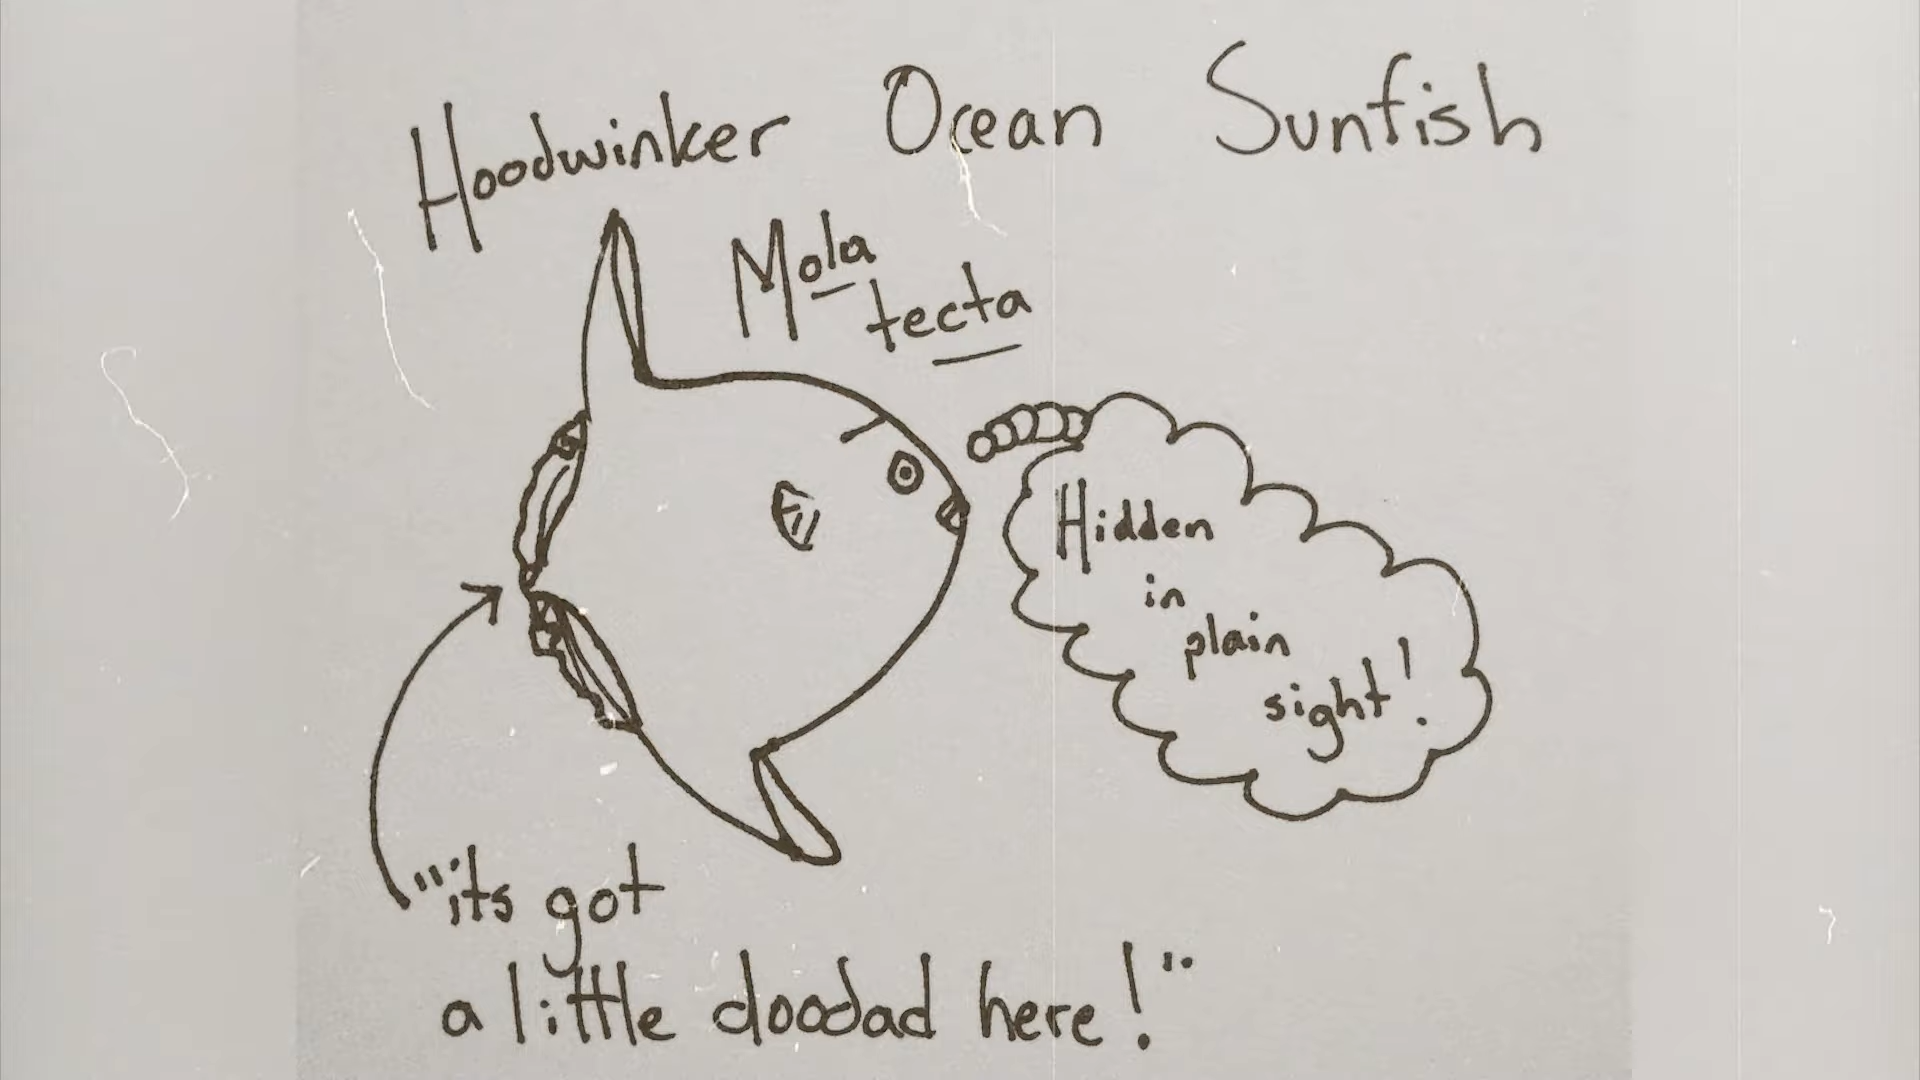 Hoodwinker Ocean Sunfish
Mola
tecta
Hidden
in
plain
sight!
"its got
a little doodad here!"